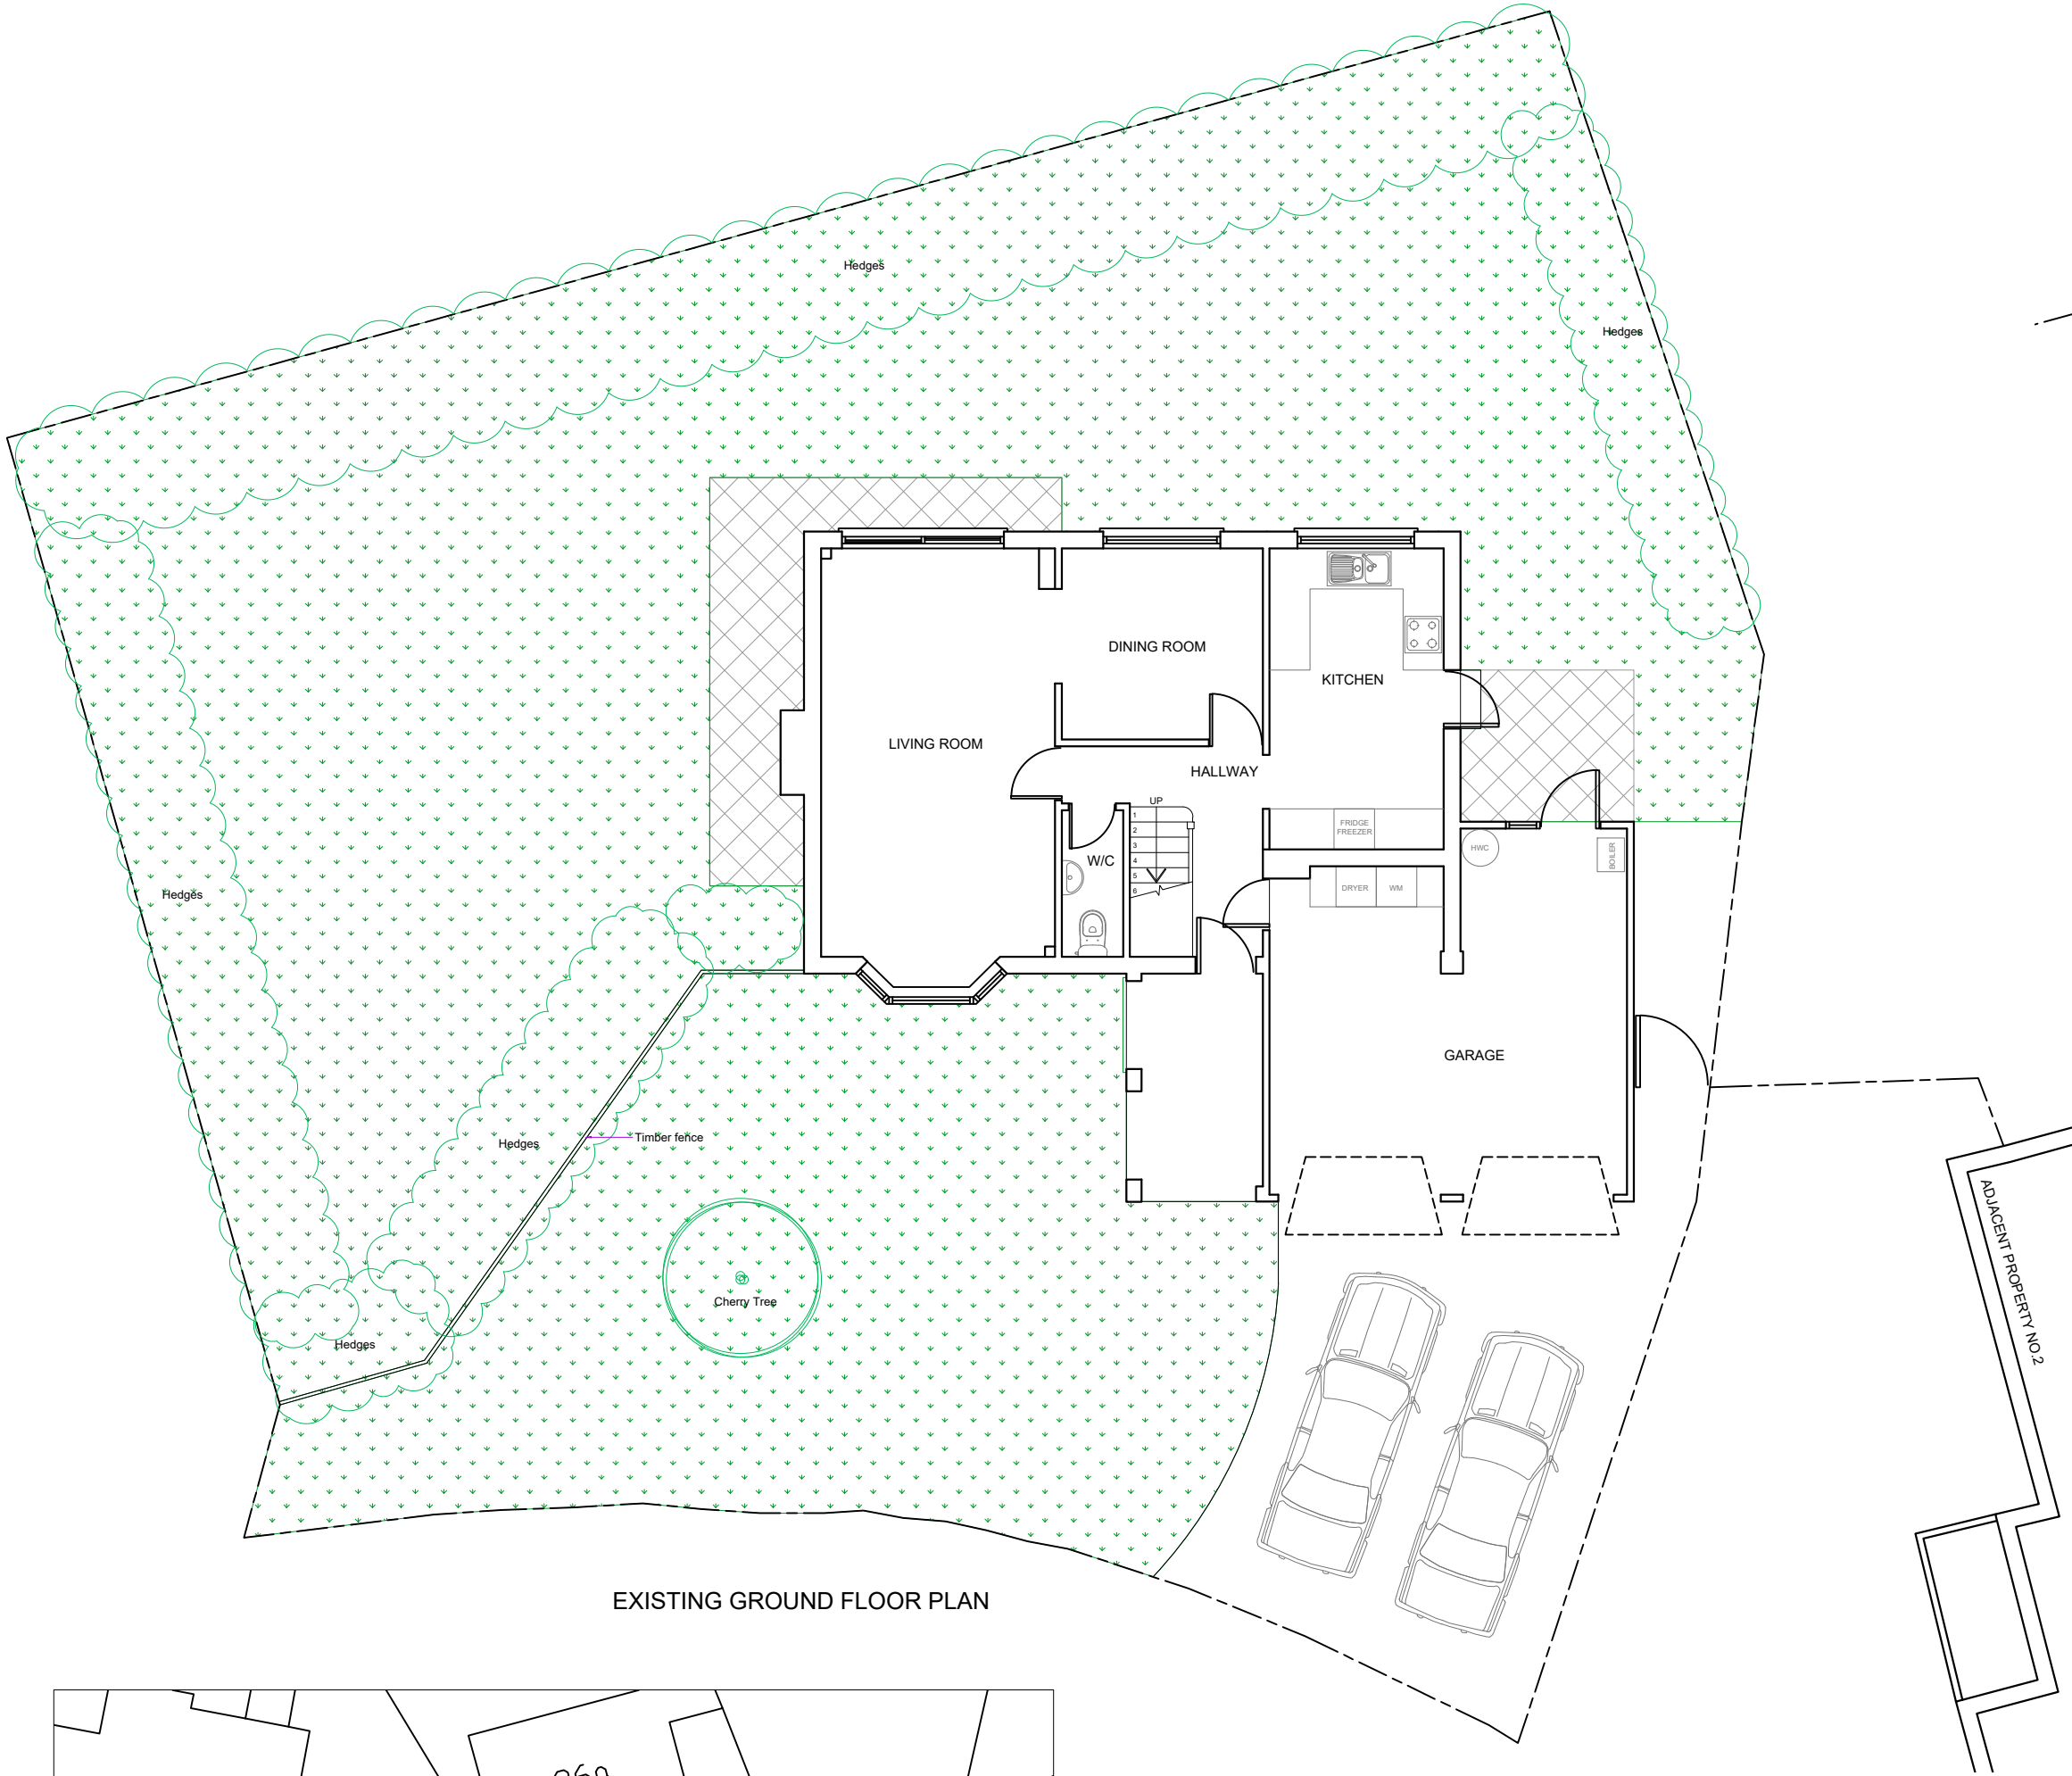 Hedges
Hedges
DINING ROOM
KITCHEN
LIVING ROOM
HALLWAY
UP
1
2
3
4
5
6
FRIDGE
FREEZER
HWC
BOILER
W/C
DRYER
WM
Hedges
GARAGE
Hedges
Timber fence
ADJACENT PROPERTY NO.2
Cherry Tree
Hedges
EXISTING GROUND FLOOR PLAN